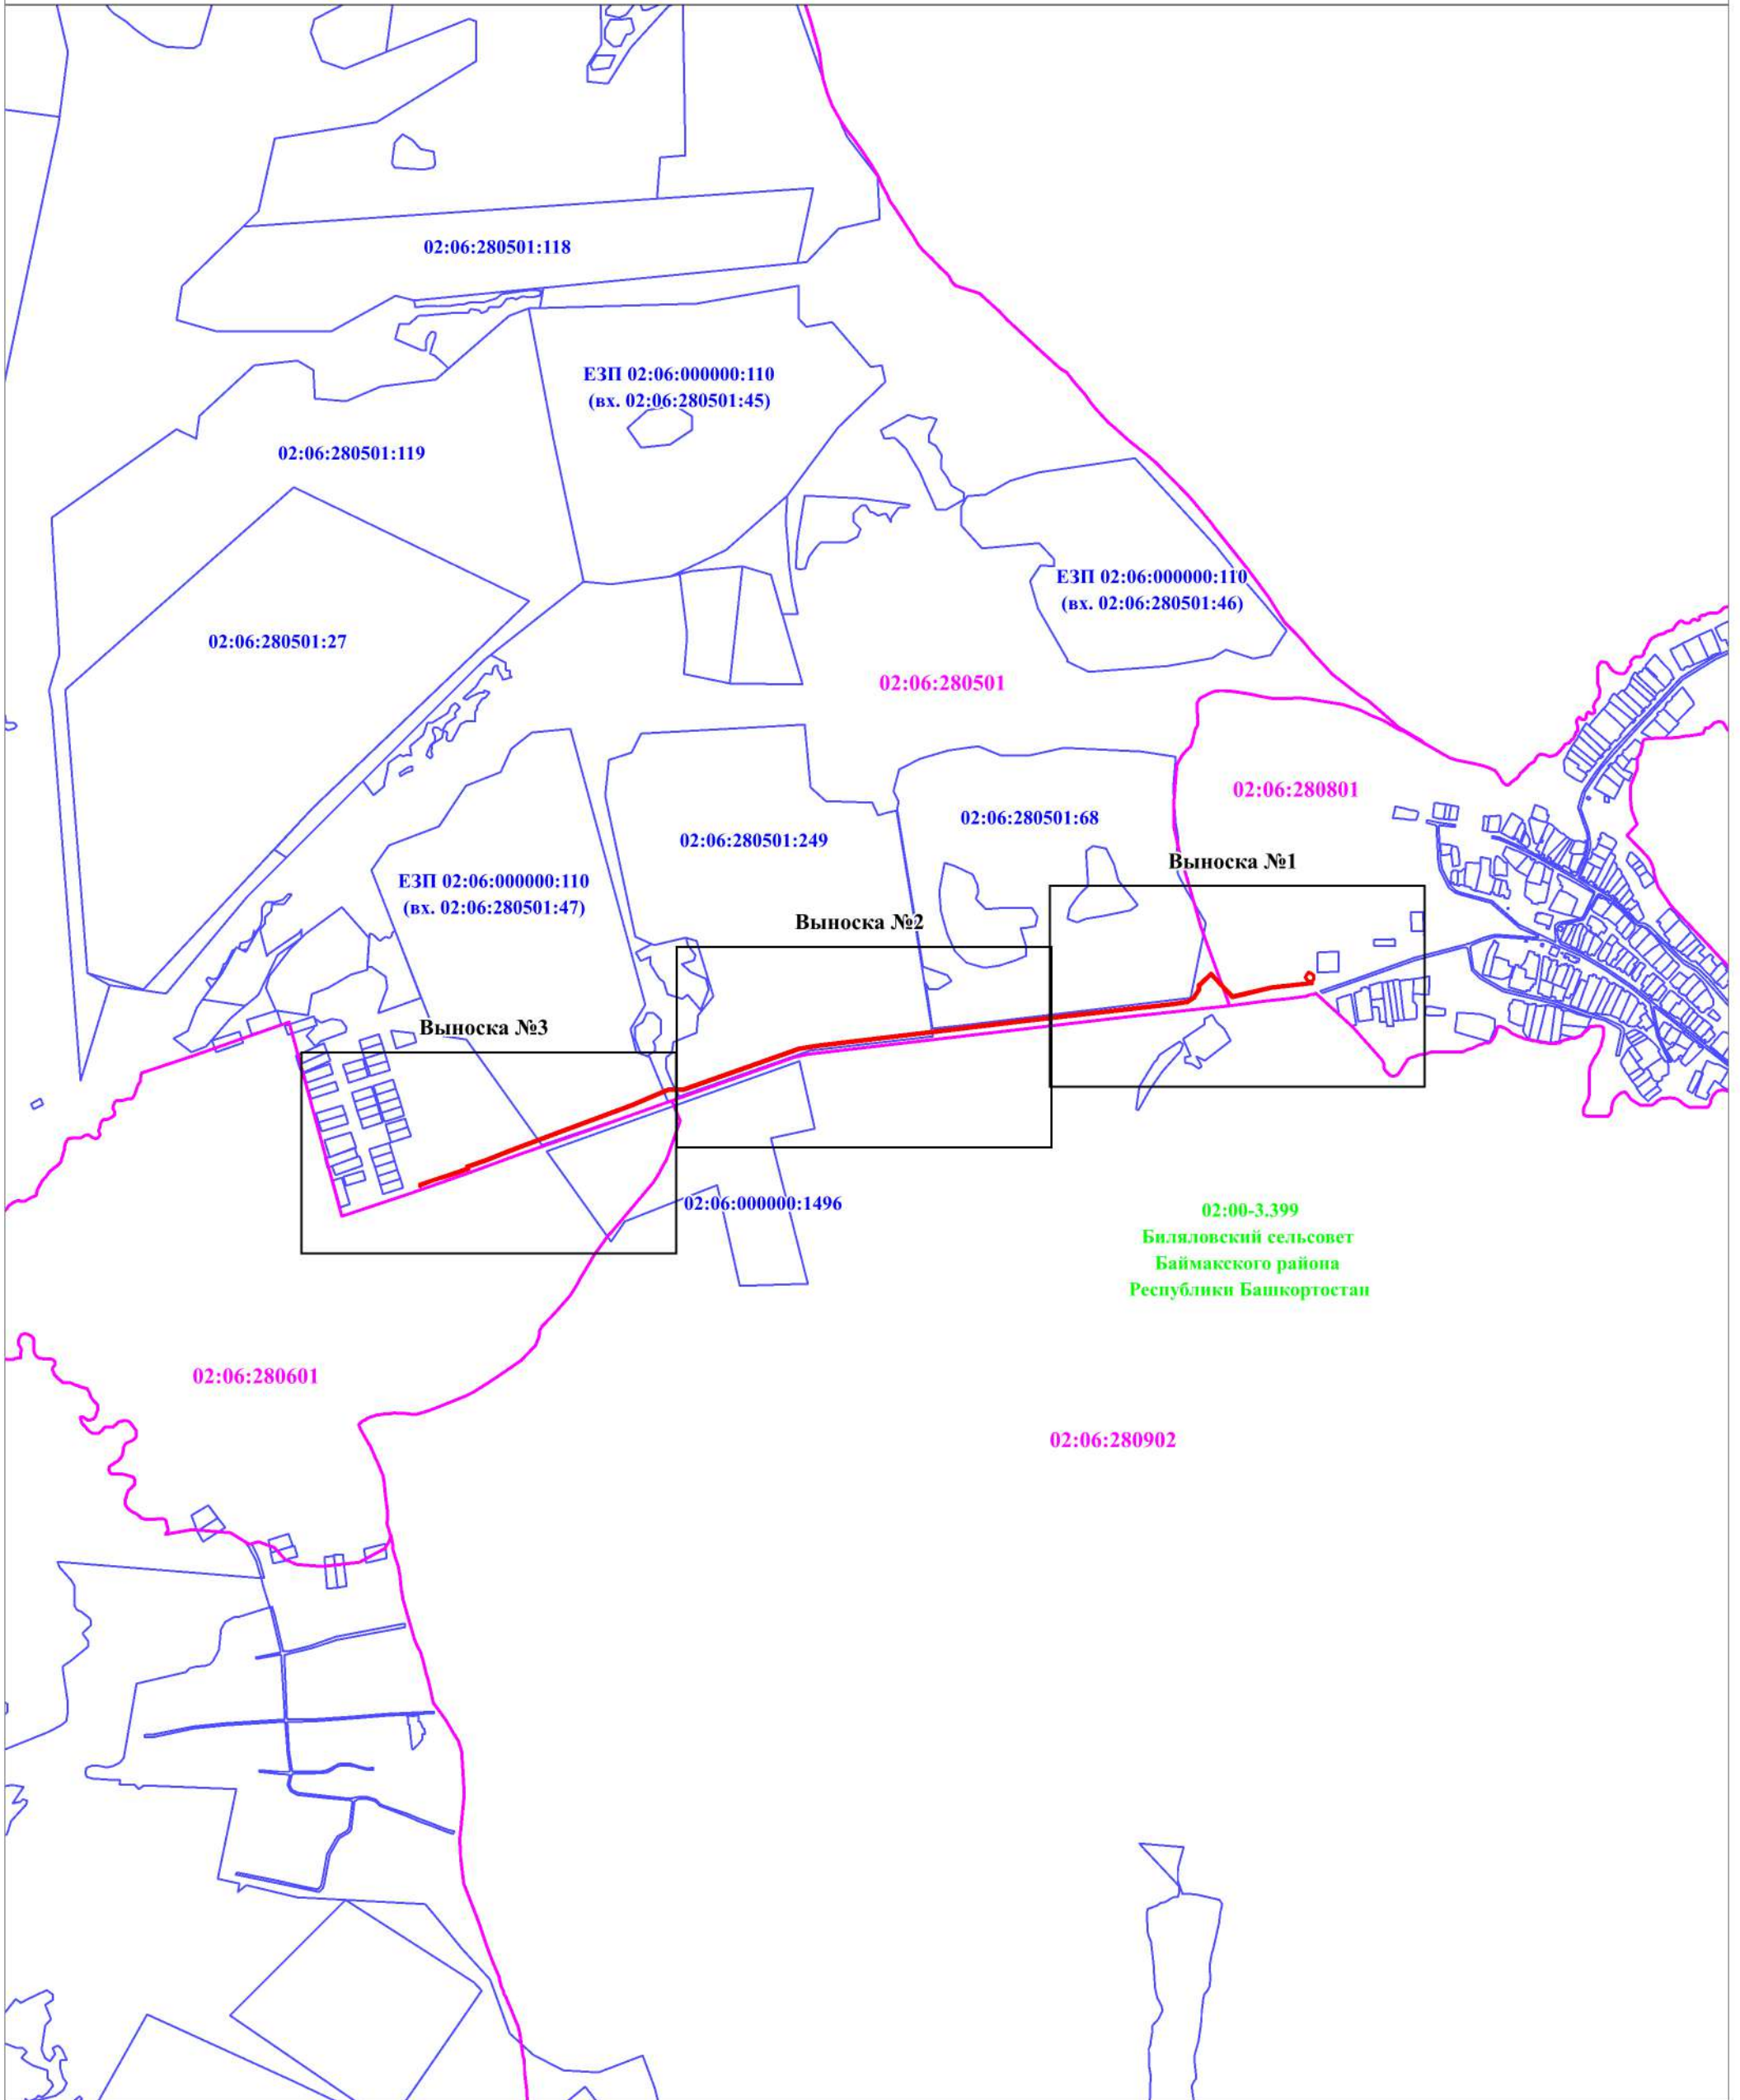 02:06:280501:118
ЕЗП 02:06:000000:110
(вх. 02:06:280501:45)
02:06:280501:119
ЕЗП 02:06:000000:110
(вх. 02:06:280501:46)
02:06:280501:27
02:06:280501
02:06:280801
02:06:280501:68
02:06:280501:249
Выноска №1
ЕЗП 02:06:000000:110
(вх. 02:06:280501:47)
Выноска №2
Выноска №3
02:06:000000:1496
02:00-3.399
Биляловский сельсовет
Баймакского района
Республики Башкортостан
02:06:280601
02:06:280902